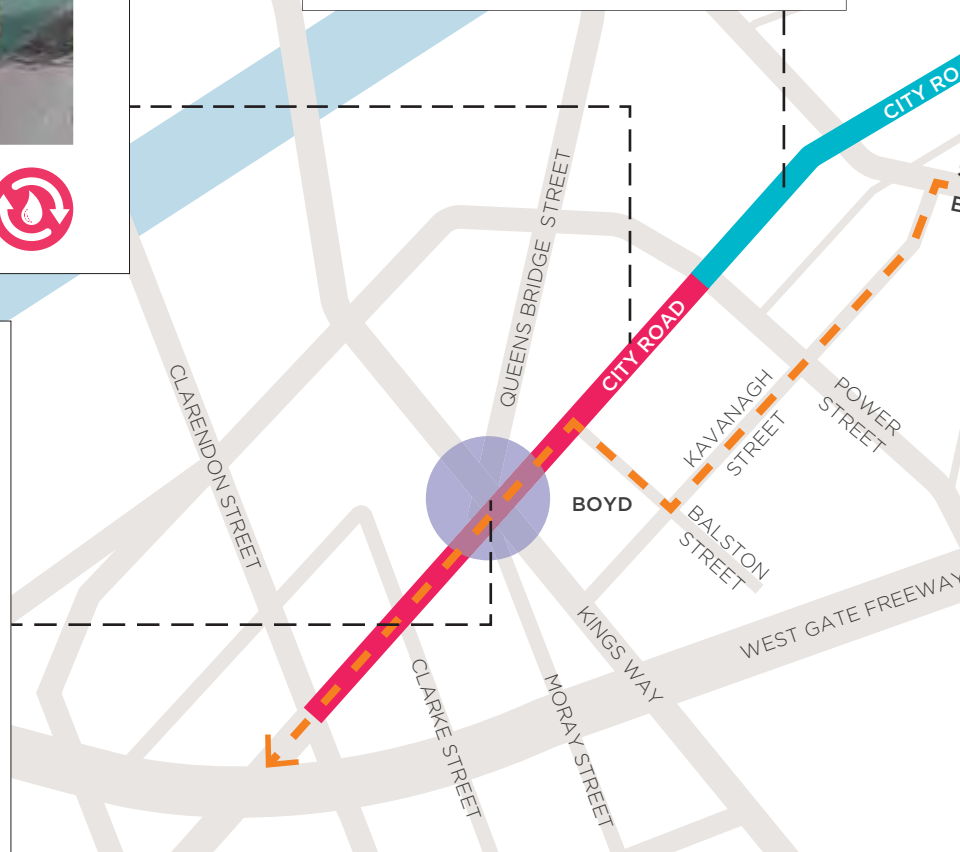 CITY RO
QUEENS BRIDGE STREET
CITY ROAD
CLARENDON STREET
KAVANAGH
STREET
POWER
STREET
BOYD
BALSTON
STREET
WEST GATE FREEWAY
KINGS WAY
CLARKE STREET
MORAY STREET